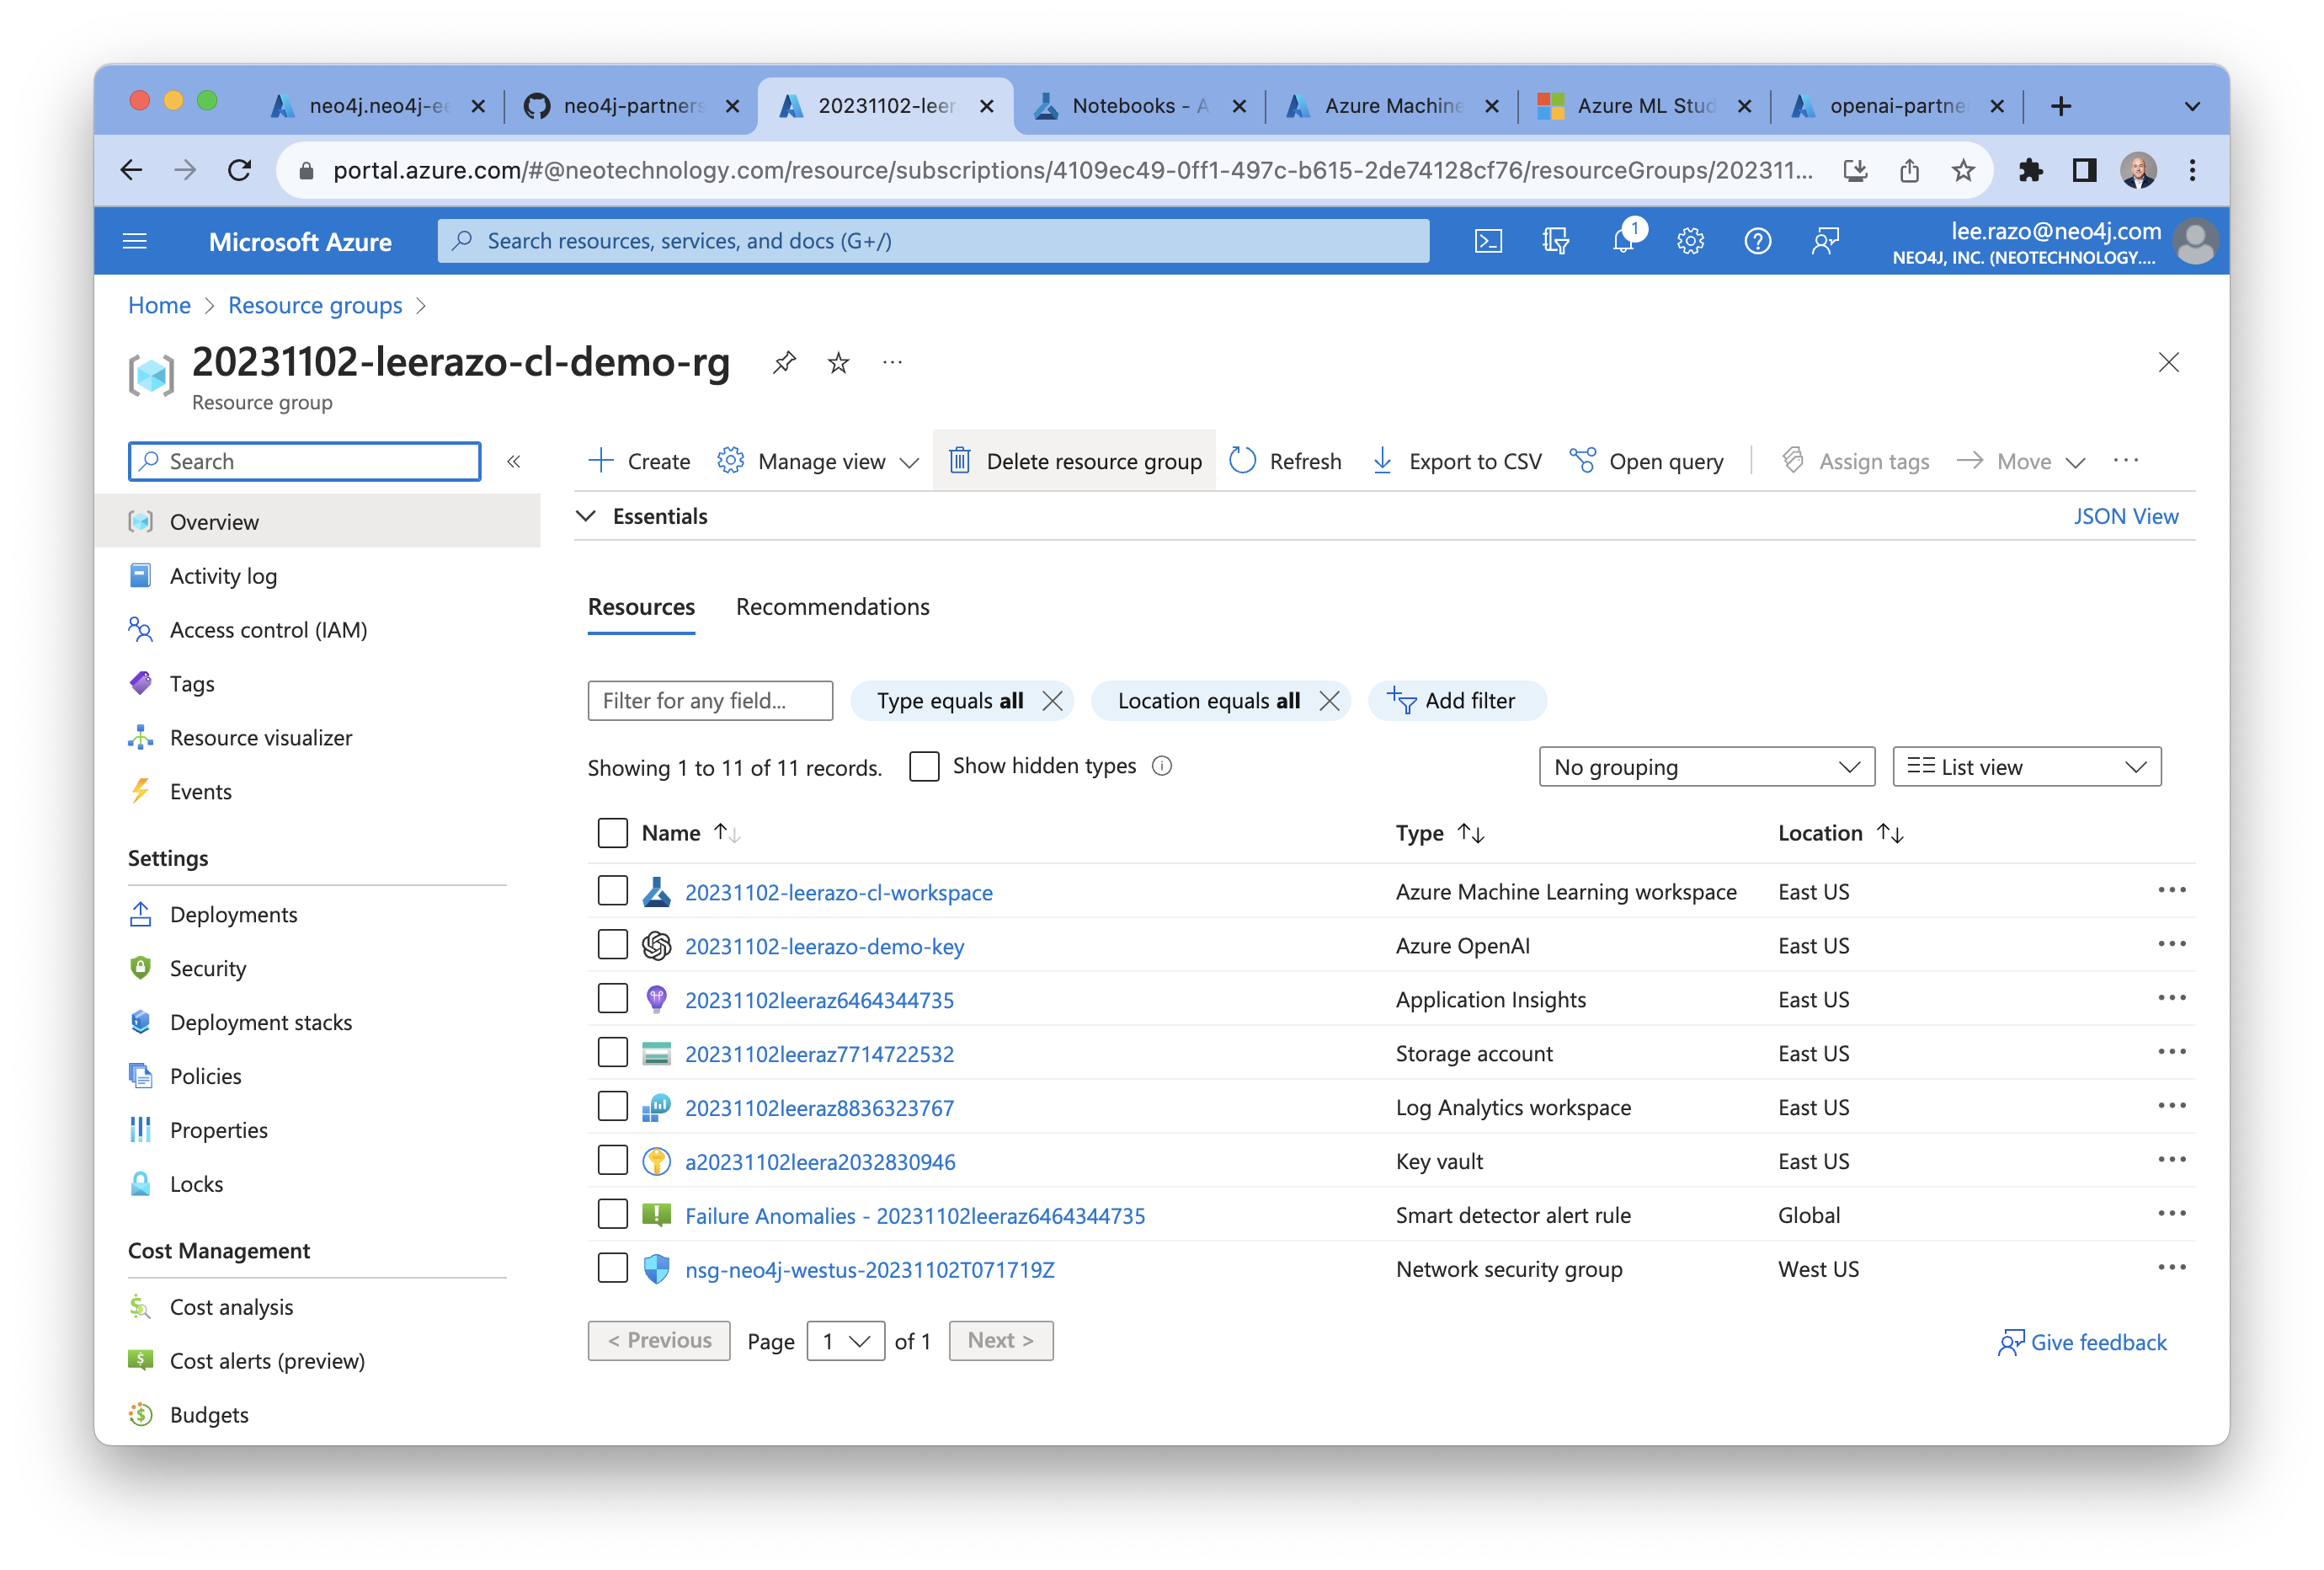 neo4j.neo4j-ee
neo4j-partners
20231102-leer
Notebooks - A
Azure Machine
Azure ML Stud
openai-partne
portal.azure.com/#@neotechnology.com/resource/subscriptions/4109ec49-0ff1-497c-b615-2de74128cf76/resourceGroups/202311...
Microsoft Azure
Search resources, services, and docs (G+/)
1
lee.razo@neo4j.com
NEO4J, INC. (NEOTECHNOLOGY....
Home > Resource groups >
20231102-leerazo-cl-demo-rg
Resource group
Search
Create
Manage view
Delete resource group
Refresh
Export to CSV
Open query
Assign tags
Move
Essentials
JSON View
Overview
Activity log
Access control (IAM)
Tags
Resource visualizer
Events
Settings
Deployments
Security
Deployment stacks
Policies
Properties
Locks
Cost Management
Cost analysis
Cost alerts (preview)
Budgets
Resources
Recommendations
Filter for any field...
Type equals all
Location equals all
Add filter
Showing 1 to 11 of 11 records.
Show hidden types
No grouping
List view
Name Type Location
20231102-leerazo-cl-workspace Azure Machine Learning workspace East US
20231102-leerazo-demo-key Azure OpenAI East US
20231102leeraz6464344735 Application Insights East US
20231102leeraz7714722532 Storage account East US
20231102leeraz8836323767 Log Analytics workspace East US
a20231102leera2032830946 Key vault East US
Failure Anomalies - 20231102leeraz6464344735 Smart detector alert rule Global
nsg-neo4j-westus-20231102T071719Z Network security group West US
< Previous Page 1 of 1 Next >
Give feedback